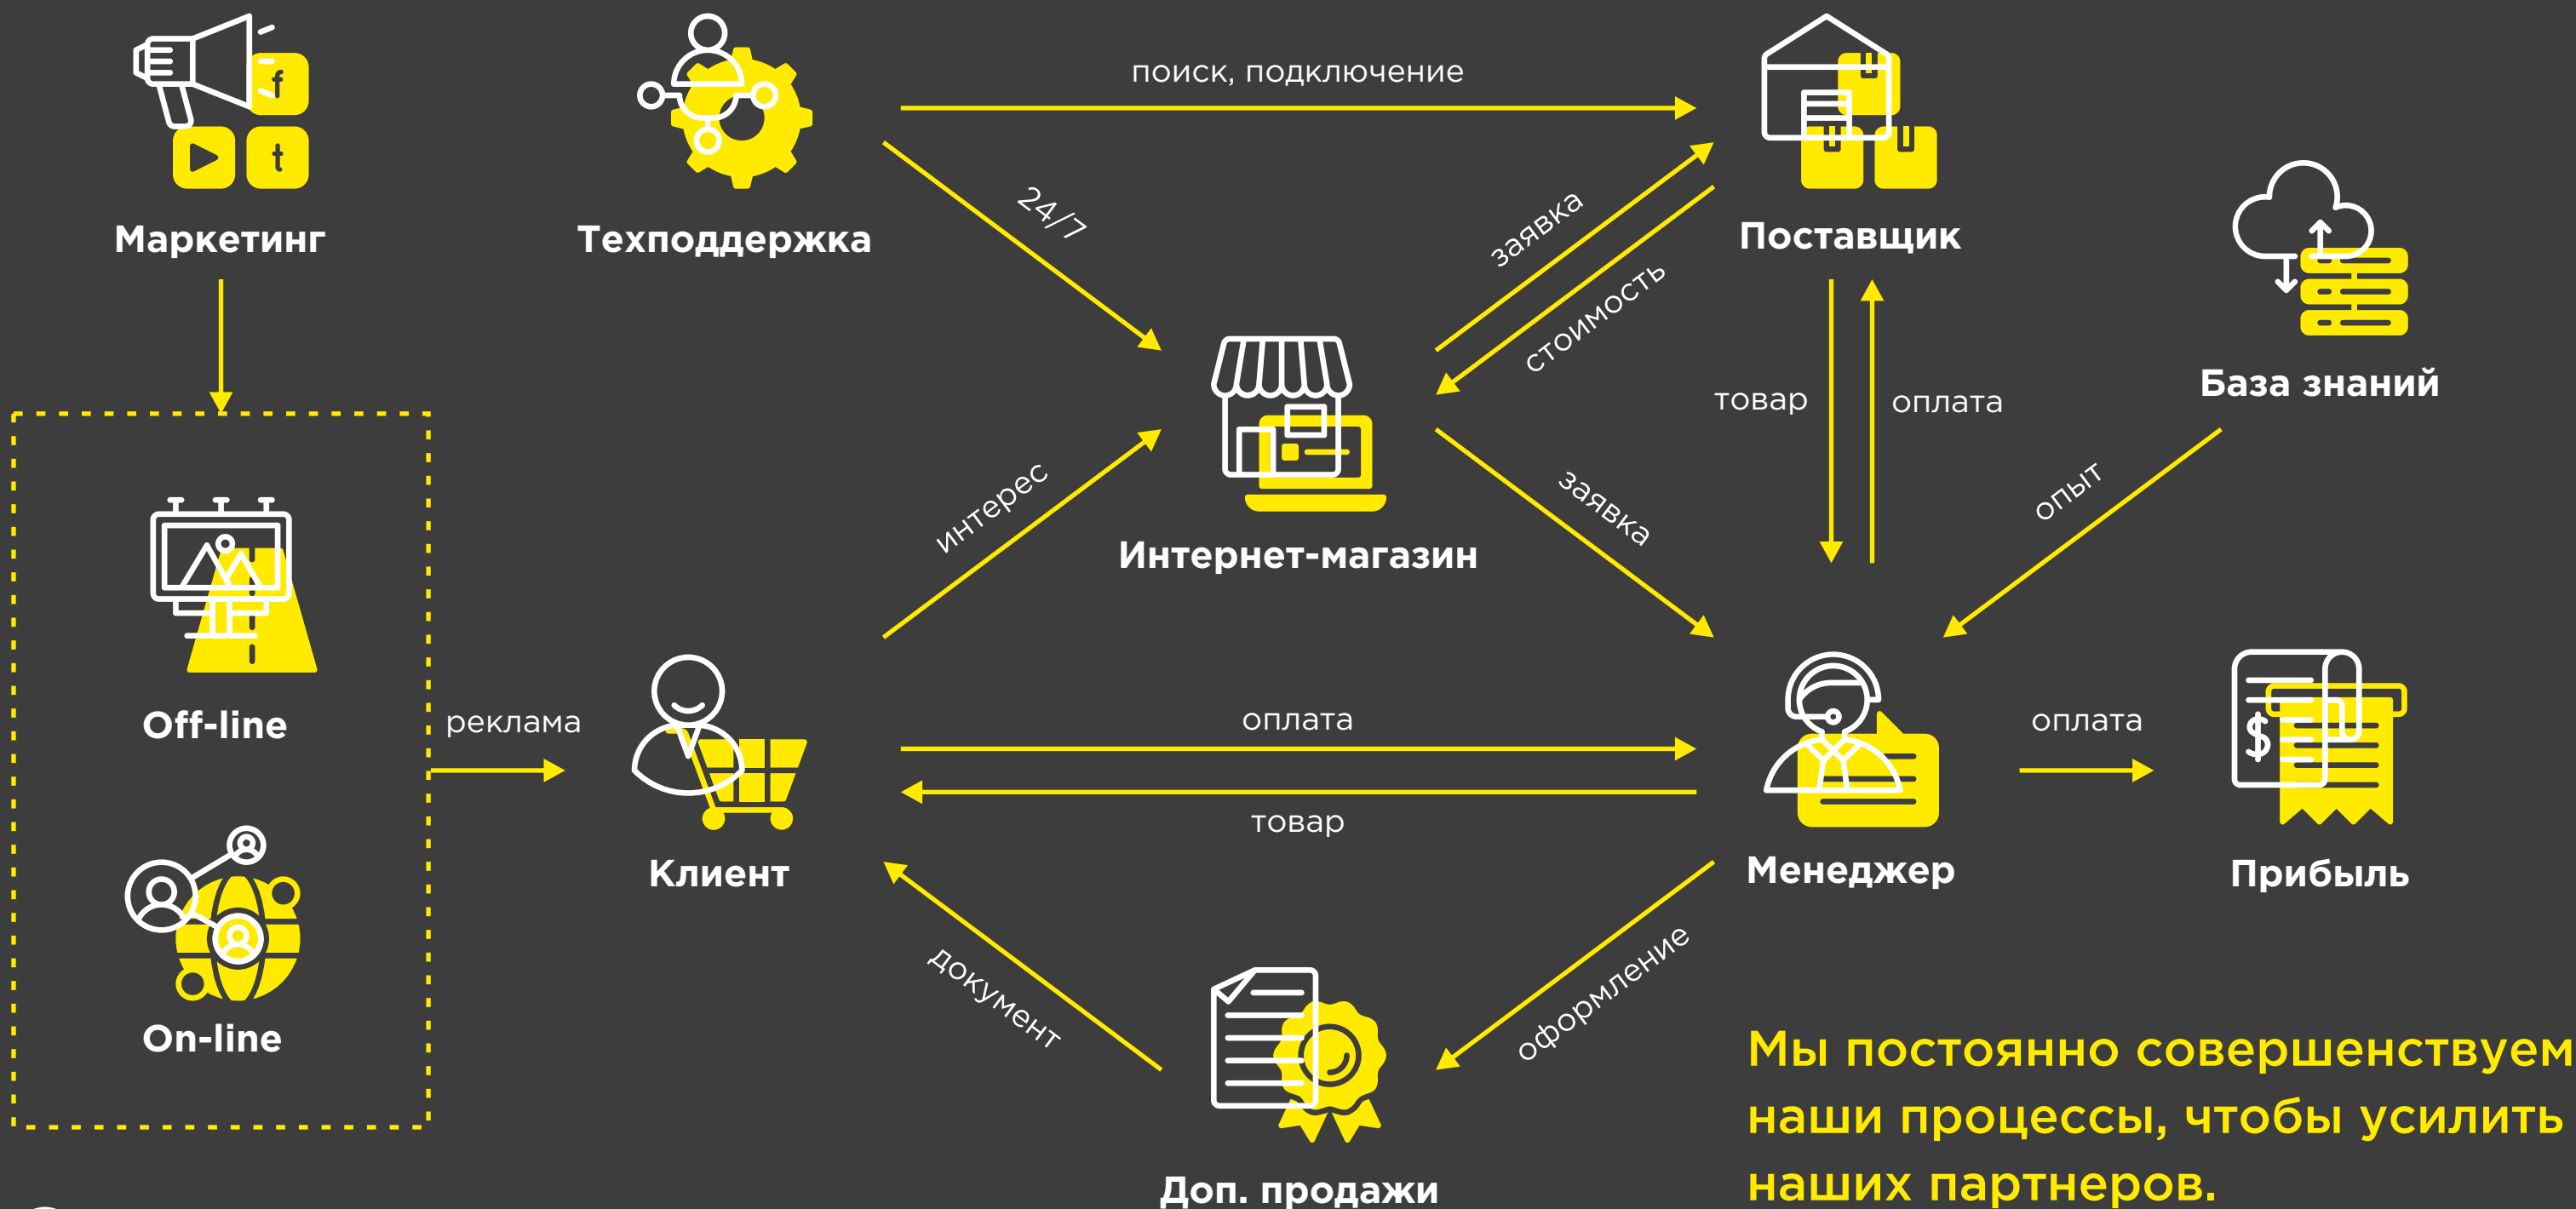 f
t
Маркетинг
Техподдержка
поиск, подключение
24/7
заявка
стоимость
Поставщик
База знаний
товар
оплата
опыт
интерес
Интернет-магазин
заявка
Off-line
On-line
реклама
Клиент
оплата
товар
Менеджер
оплата
$
Прибыль
документ
оформление
Доп. продажи
Мы постоянно совершенствуем
наши процессы, чтобы усилить
наших партнеров.